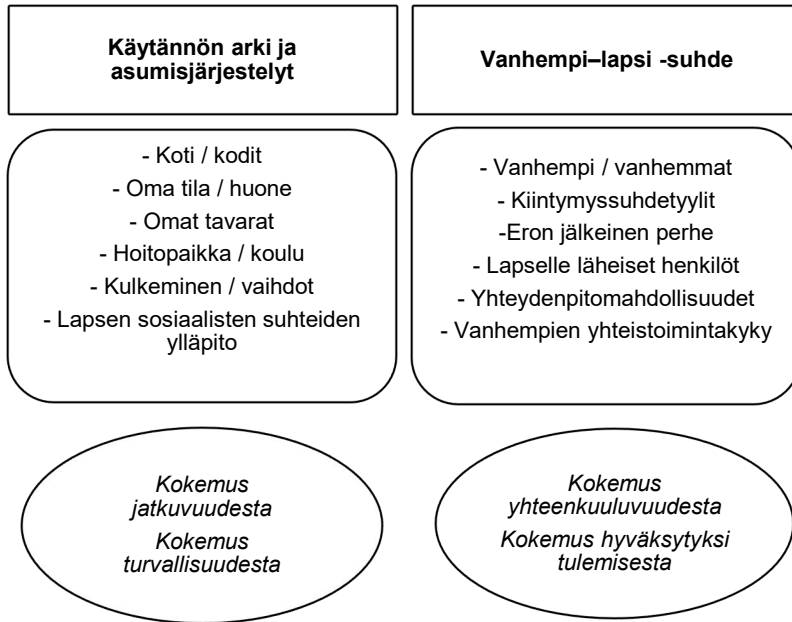 Käytännön arki ja
asumisjärjestelyt
- Koti / kodit
- Oma tila / huone
- Omat tavarat
- Hoitopaikka / koulu
- Kulkeminen / vaihdot
- Lapsen sosiaalisten suhteiden
ylläpito
Kokemus
jatkuvuudesta
Kokemus
turvallisuudesta
Vanhempi–lapsi -suhde
- Vanhempi / vanhemmat
- Kiintymyssuhdetyylit
-Eron jälkeinen perhe
- Lapselle läheiset henkilöt
- Yhteydenpitomahdollisuudet
- Vanhempien yhteistoimintakyky
Kokemus
yhteenkuuluvuudesta
Kokemus hyväksytyksi
tulemisesta